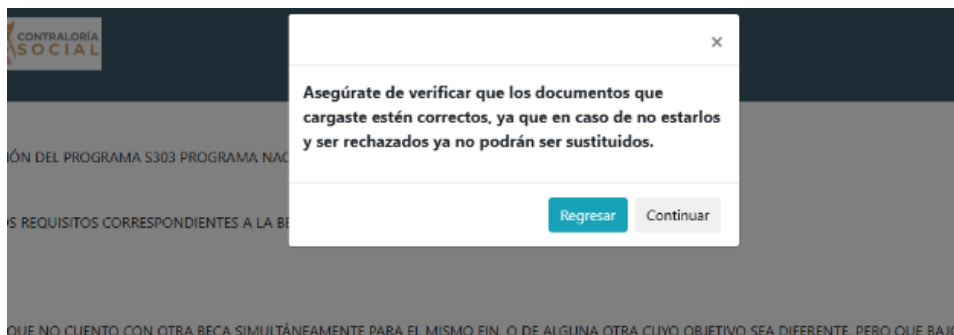 CONTRALORÍA
SOCIAL
×
Asegúrate de verificar que los documentos que
cargaste estén correctos, ya que en caso de no estarlos
y ser rechazados ya no podrán ser sustituidos.
IÓN DEL PROGRAMA S303 PROGRAMA NAC
S REQUISITOS CORRESPONDIENTES A LA BE
Regresar Continuar
QUE NO CUENTO CON OTRA BECA SIMULTÁNEAMENTE PARA EL MISMO FIN, O DE ALGUNA OTRA CUYO OBJETIVO SEA DIFERENTE, PERO QUE BAJO